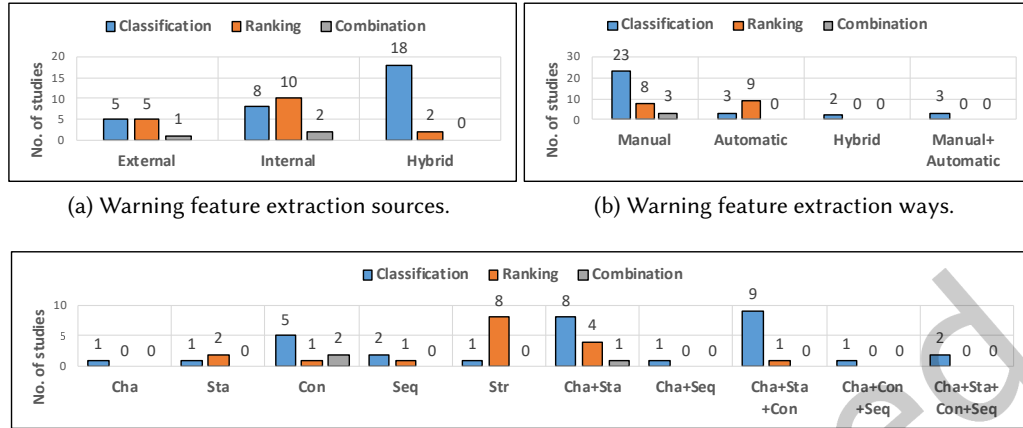 Classification Ranking Combination
No. of studies
20
15
10
5
0
5 5 1
8 10 2
18 2 0
External Internal Hybrid
(a) Warning feature extraction sources.
Classification Ranking Combination
No. of studies
30
20
10
0
23 8 3
3 9 0
2 0 0
3 0 0
Manual Automatic Hybrid Manual+
Automatic
(b) Warning feature extraction ways.
Classification Ranking Combination
No. of studies
10
5
0
1 0 0
1 2 0
5 1 2
2 1 0
1 8 0
8 4 1
1 0 0
9 1 0
1 0 0
2 0 0
Cha Sta Con Seq Str Cha+Sta Cha+Seq Cha+Sta Cha+Con Cha+Sta+
+Con +Seq Con+Seq
ed